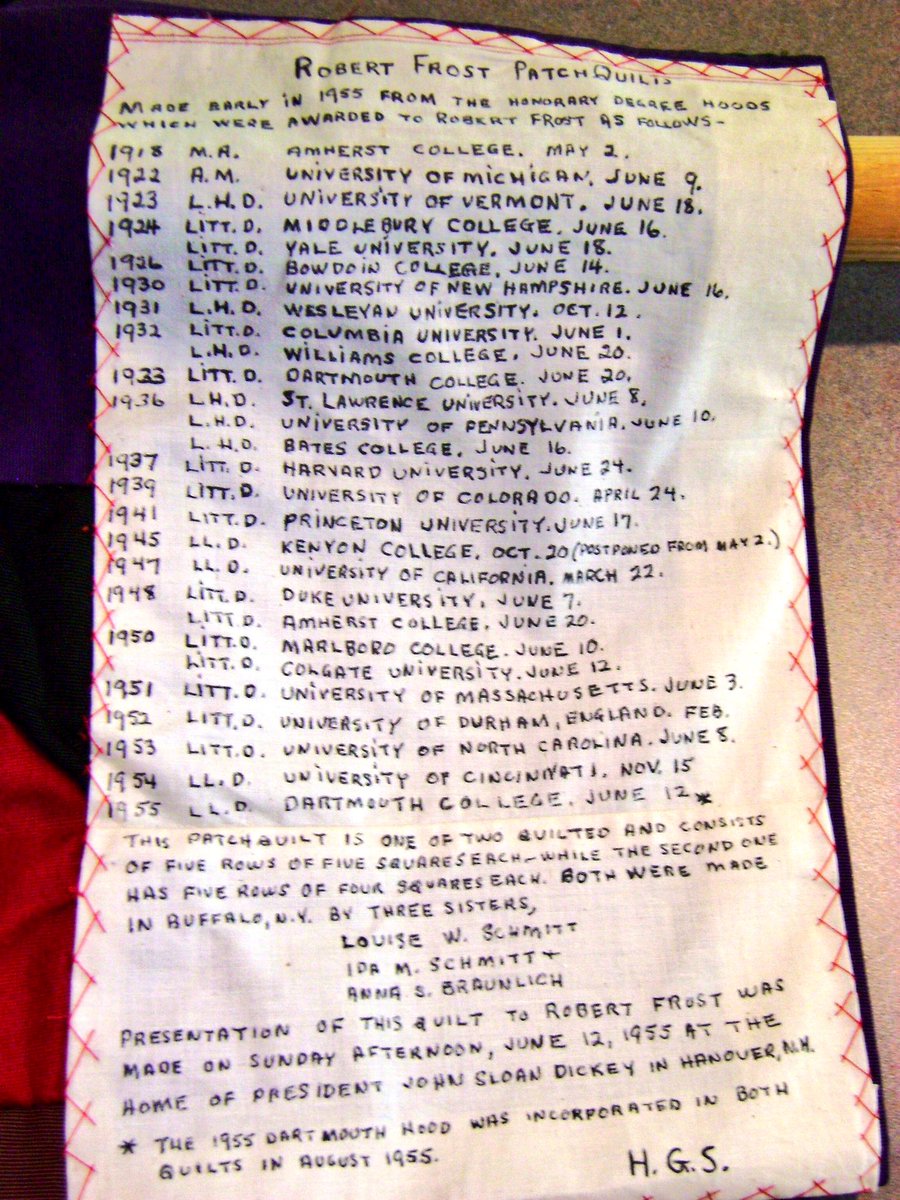 ROBERT FROST PATCHQUILTS
MADE EARLY IN 1955 FROM THE HONORARY DEGREE HOODS
WHICH WERE AWARDED TO ROBERT FROST AS FOLLOWS-
1918 M.A. AMHERST COLLEGE. MAY 2.
1922 A.M. UNIVERSITY OF MICHIGAN. JUNE 9.
1923 L.H.D. UNIVERSITY OF VERMONT. JUNE 18.
1924 LITT.D. MIDDLEBURY COLLEGE. JUNE 16.
LITT.D. YALE UNIVERSITY. JUNE 18.
1926 LITT.D. BOWDOIN COLLEGE. JUNE 14.
1930 LITT.D. UNIVERSITY OF NEW HAMPSHIRE. JUNE 16.
1931 L.H.D. WESLEYAN UNIVERSITY. OCT. 12.
1932 LITT.D. COLUMBIA UNIVERSITY. JUNE 1.
L.H.D. WILLIAMS COLLEGE. JUNE 20.
1933 LITT.D. DARTMOUTH COLLEGE. JUNE 20.
1936 L.H.D. ST. LAWRENCE UNIVERSITY. JUNE 8.
L.H.D. UNIVERSITY OF PENNSYLVANIA. JUNE 10.
L.H.D. BATES COLLEGE. JUNE 16.
1937 LITT.D. HARVARD UNIVERSITY. JUNE 24.
1939 LITT.D. UNIVERSITY OF COLORADO. APRIL 24.
1941 LITT.D. PRINCETON UNIVERSITY. JUNE 17.
1945 LL.D. KENYON COLLEGE. OCT. 20 (POSTPONED FROM MAY 2.)
1947 LL.D. UNIVERSITY OF CALIFORNIA. MARCH 22.
1948 LITT.D. DUKE UNIVERSITY. JUNE 7.
LITT.D. AMHERST COLLEGE. JUNE 20.
1950 LITT.D. MARLBORO COLLEGE. JUNE 10.
LITT.D. COLGATE UNIVERSITY. JUNE 12.
1951 LITT.D. UNIVERSITY OF MASSACHUSETTS. JUNE 3.
1952 LITT.D. UNIVERSITY OF DURHAM, ENGLAND. FEB.
1953 LITT.D. UNIVERSITY OF NORTH CAROLINA. JUNE 8.
1954 LL.D. UNIVERSITY OF CINCINNATI. NOV. 15
1955 LL.D. DARTMOUTH COLLEGE. JUNE 12 *
THIS PATCHQUILT IS ONE OF TWO QUILTED AND CONSISTS
OF FIVE ROWS OF FIVE SQUARES EACH - WHILE THE SECOND ONE
HAS FIVE ROWS OF FOUR SQUARES EACH. BOTH WERE MADE
IN BUFFALO, N.Y. BY THREE SISTERS,
LOUISE W. SCHMITT
IDA M. SCHMITT +
ANNA S. BRAUNLICH
PRESENTATION OF THIS QUILT TO ROBERT FROST WAS
MADE ON SUNDAY AFTERNOON, JUNE 12, 1955 AT THE
HOME OF PRESIDENT JOHN SLOAN DICKEY IN HANOVER, N.H.
* THE 1955 DARTMOUTH HOOD WAS INCORPORATED IN BOTH
QUILTS IN AUGUST 1955.
H.G.S.